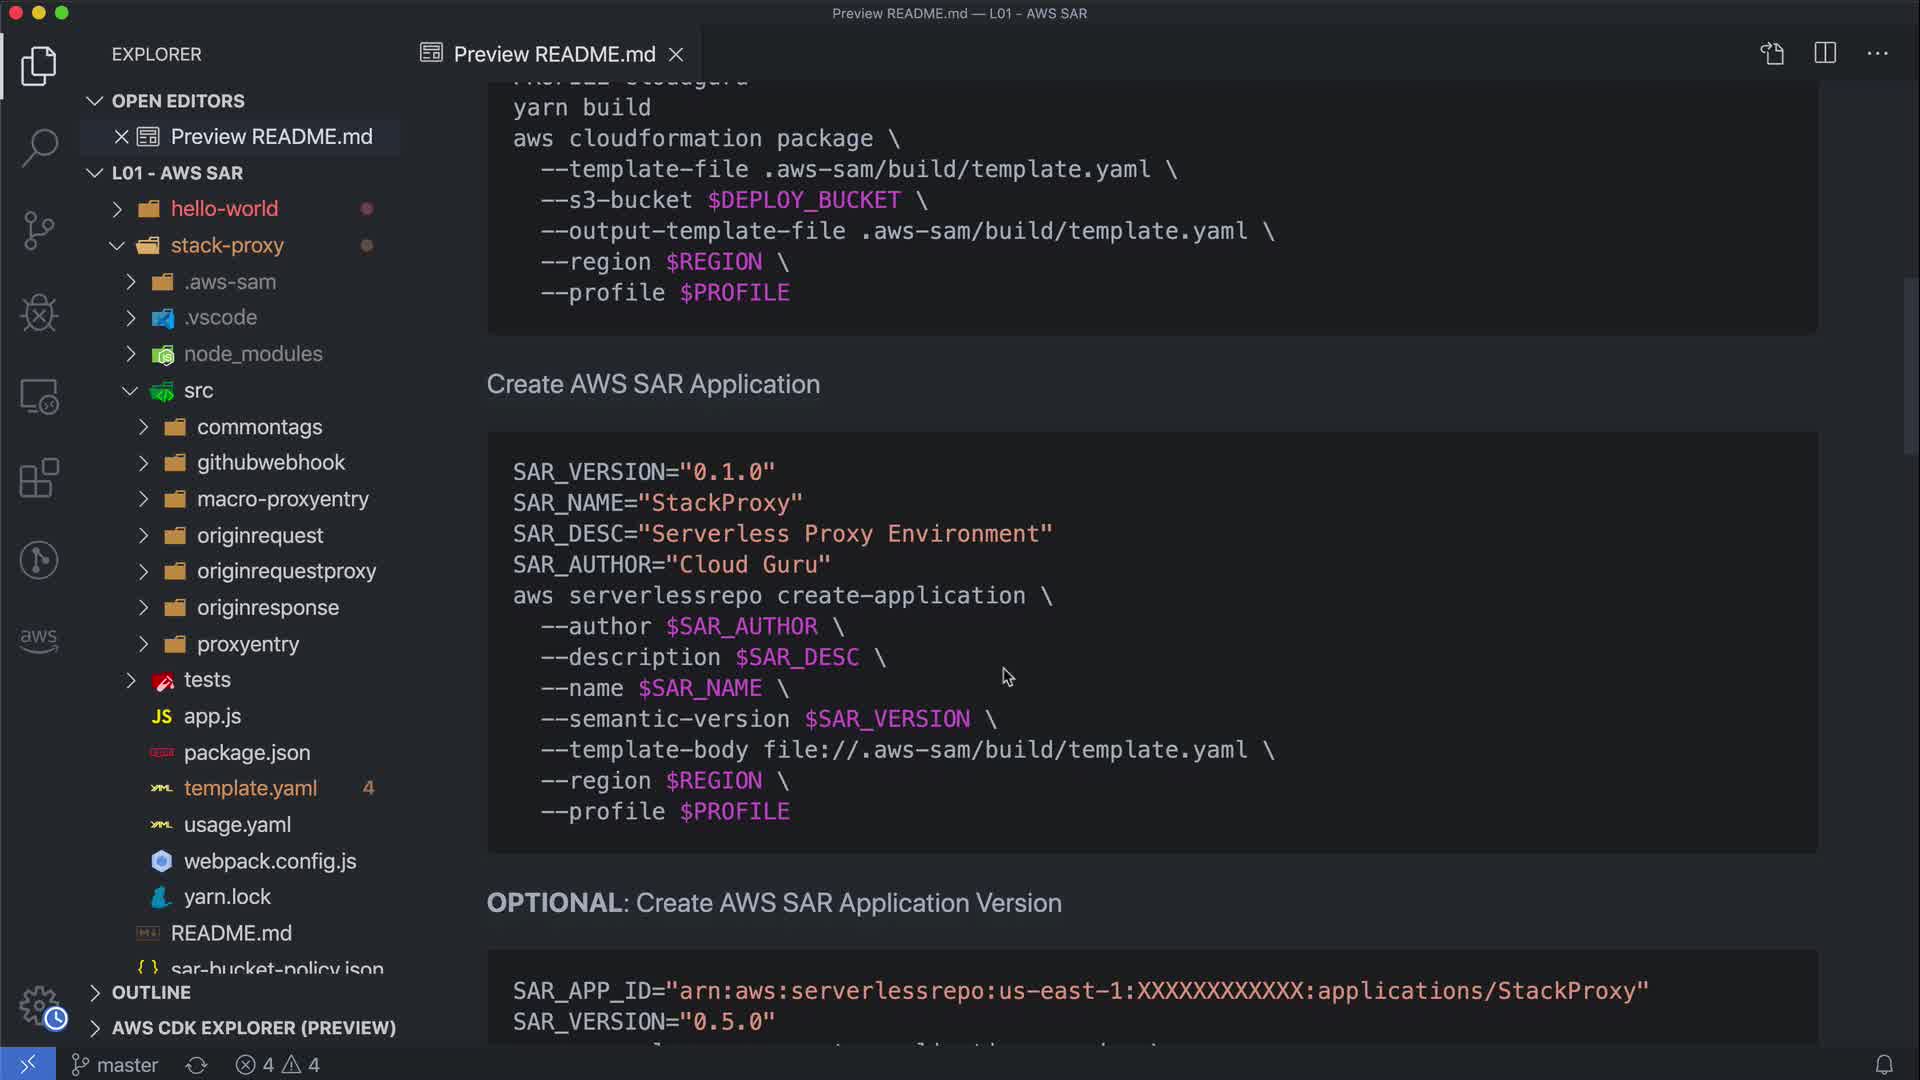 Preview README.md — L01 - AWS SAR
EXPLORER
Preview README.md
OPEN EDITORS
Preview README.md
L01 - AWS SAR
hello-world
stack-proxy
.aws-sam
.vscode
node_modules
src
commontags
githubwebhook
macro-proxyentry
originrequest
originrequestproxy
originresponse
proxyentry
tests
JS app.js
package.json
YAML template.yaml 4
YAML usage.yaml
webpack.config.js
yarn.lock
README.md
{ } sar-bucket-policy.json
OUTLINE
AWS CDK EXPLORER (PREVIEW)
aws
yarn build
aws cloudformation package \
--template-file .aws-sam/build/template.yaml \
--s3-bucket $DEPLOY_BUCKET \
--output-template-file .aws-sam/build/template.yaml \
--region $REGION \
--profile $PROFILE
Create AWS SAR Application
SAR_VERSION="0.1.0"
SAR_NAME="StackProxy"
SAR_DESC="Serverless Proxy Environment"
SAR_AUTHOR="Cloud Guru"
aws serverlessrepo create-application \
--author $SAR_AUTHOR \
--description $SAR_DESC \
--name $SAR_NAME \
--semantic-version $SAR_VERSION \
--template-body file://.aws-sam/build/template.yaml \
--region $REGION \
--profile $PROFILE
OPTIONAL: Create AWS SAR Application Version
SAR_APP_ID="arn:aws:serverlessrepo:us-east-1:XXXXXXXXXXXX:applications/StackProxy"
SAR_VERSION="0.5.0"
master
4
4